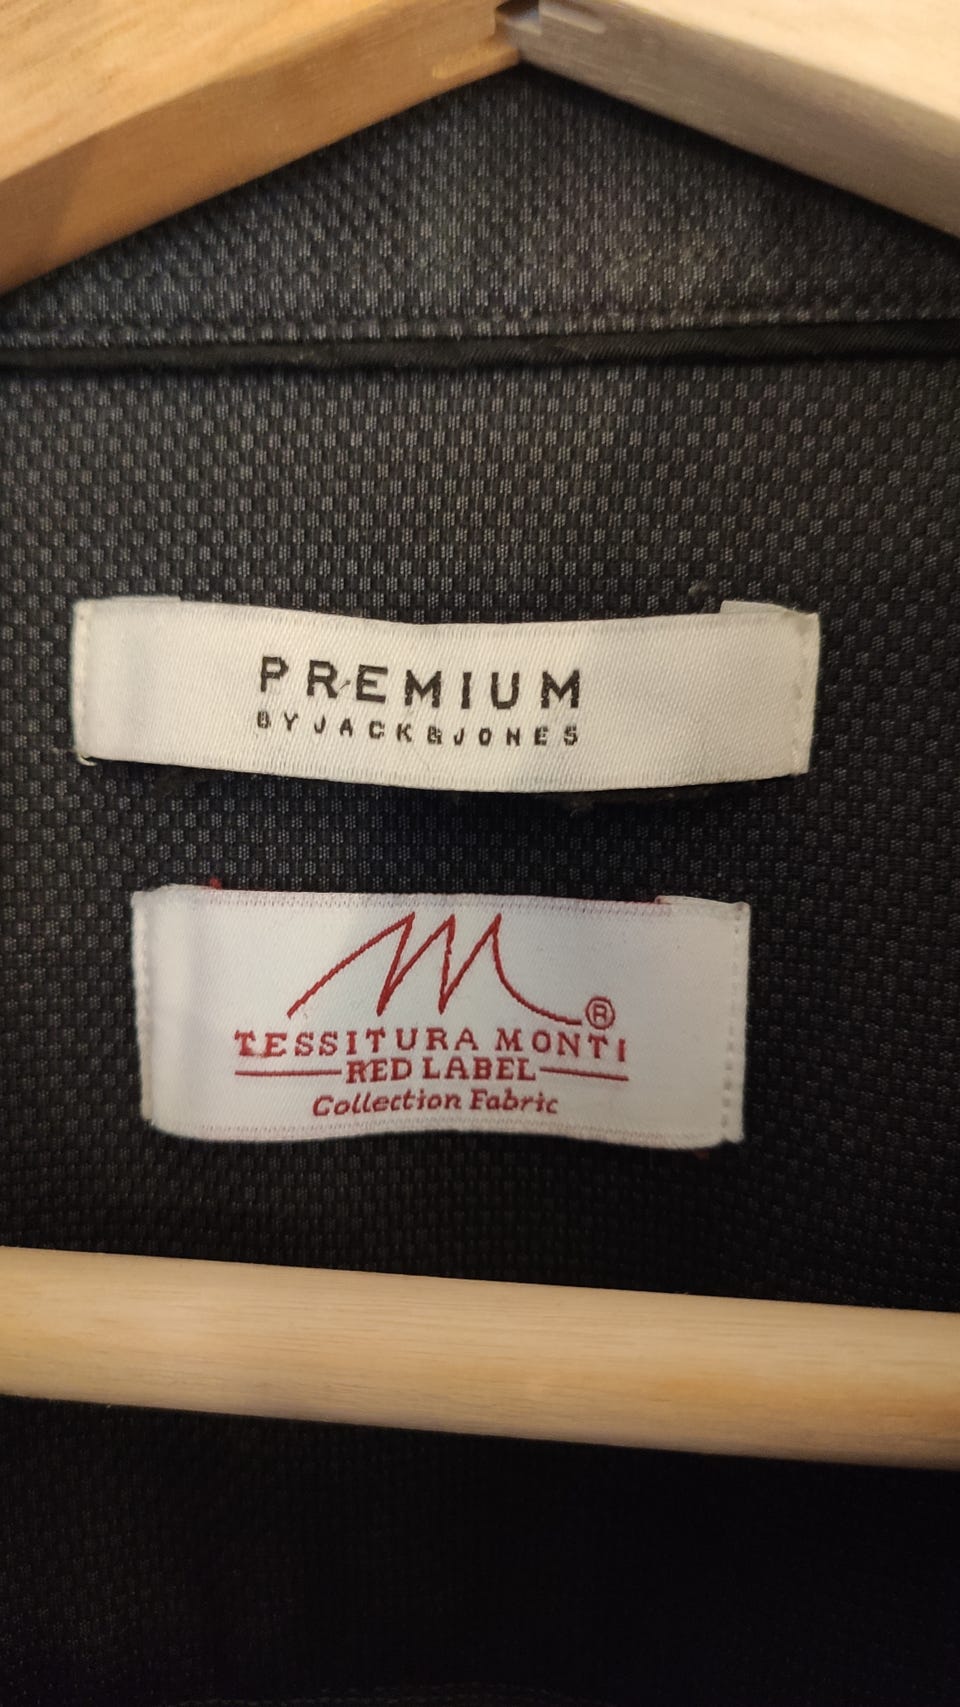 PREMIUM
BY JACK&JONES
M®
TESSITURA MONTI
RED LABEL
Collection Fabric